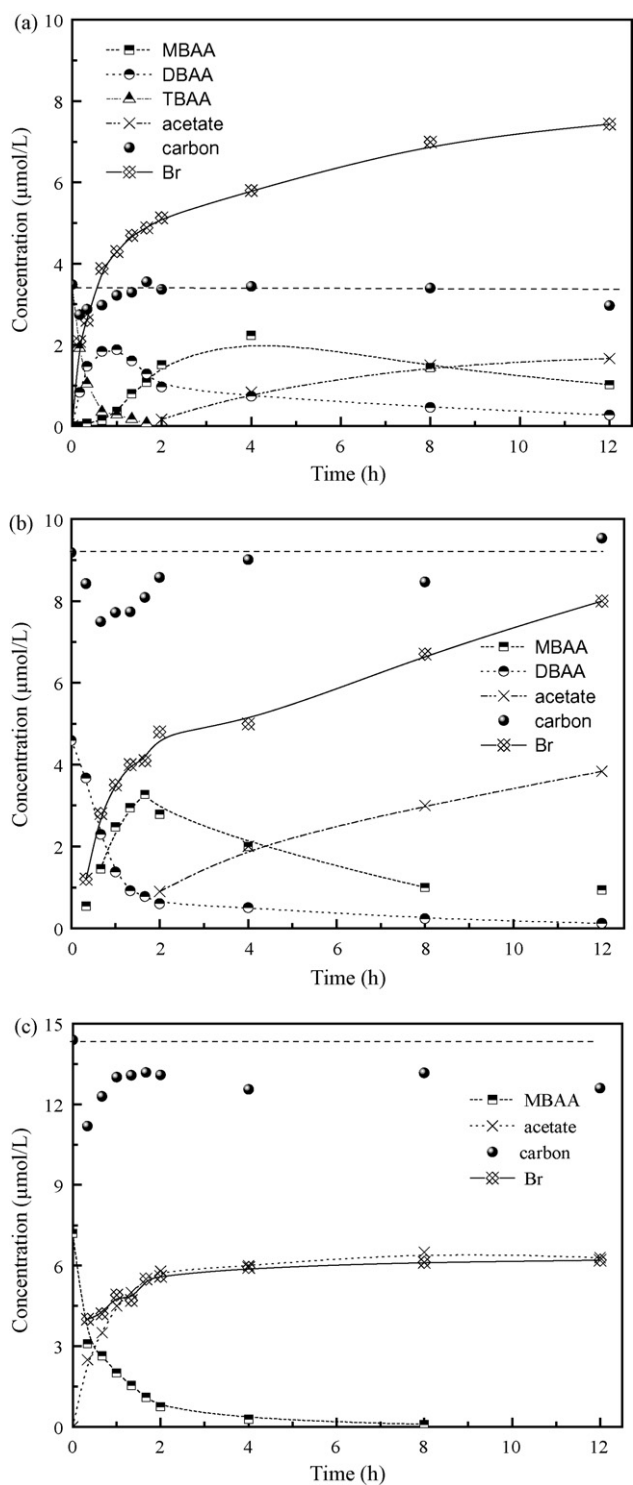 (a)
10
8
6
4
2
0
Concentration (μmol/L)
MBAA
DBAA
TBAA
acetate
carbon
Br
0 2 4 6 8 10 12
Time (h)
(b)
10
8
6
4
2
0
Concentration (μmol/L)
MBAA
DBAA
acetate
carbon
Br
0 2 4 6 8 10 12
Time (h)
(c)
15
12
9
6
3
0
Concentration (μmol/L)
MBAA
acetate
carbon
Br
0 2 4 6 8 10 12
Time (h)